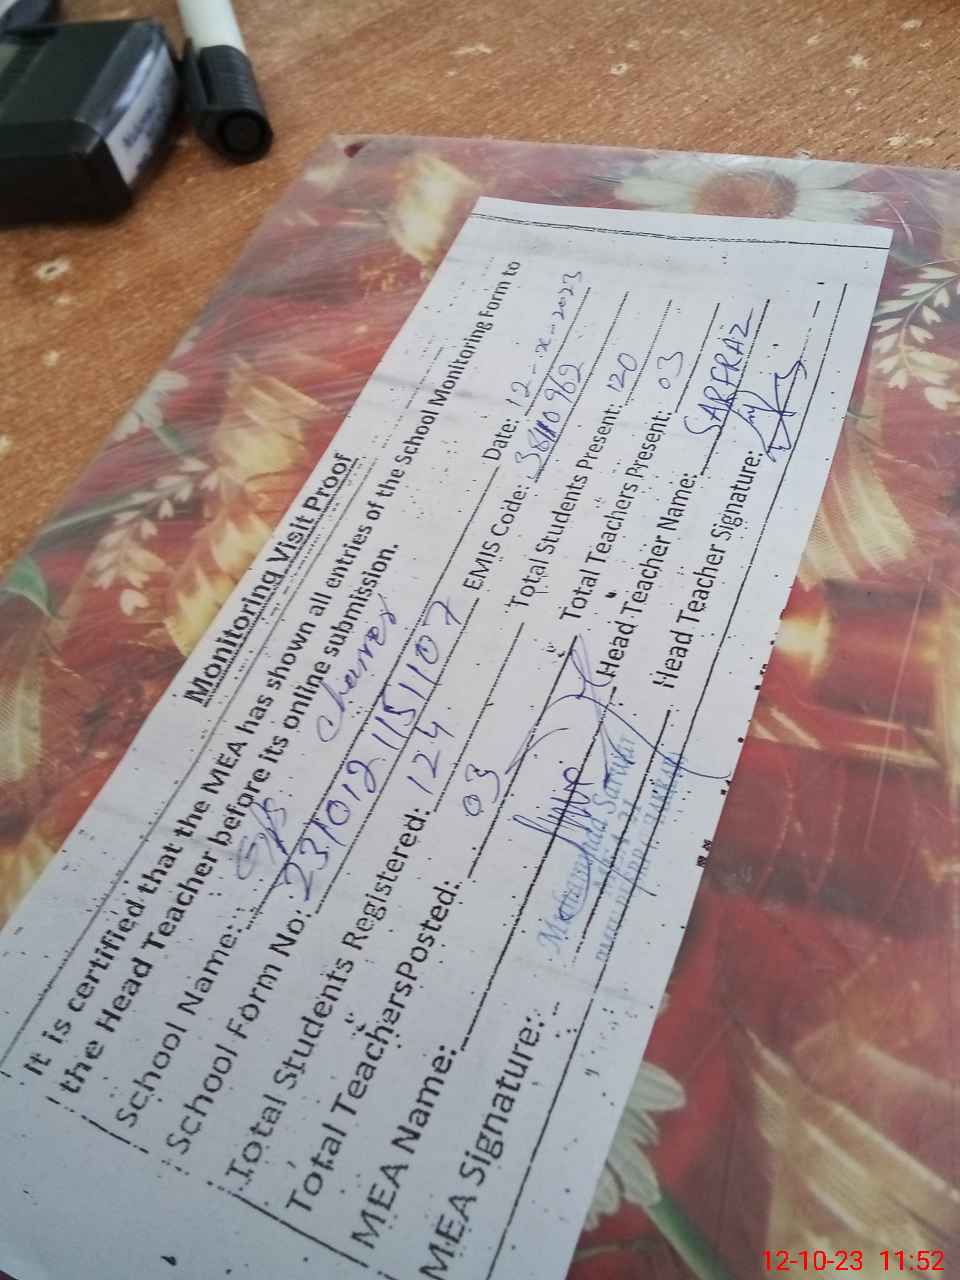 Monitoring Visit Proof
It is certified that the MEA has shown all entries of the School Monitoring Form to
the Head Teacher before its online submission.
School Name: GPS Date: 12-X-2023
School Form No: EMIS Code: 38110969
Total Students Registered: 124 Total Students Present: 120
Total TeachersPosted: 03 Total Teachers Present: 03
MEA Name: Head Teacher Name: SARFRAZ
MEA Signature: Head Teacher Signature:
Muhammad Sarwar
12-10-23 11:52